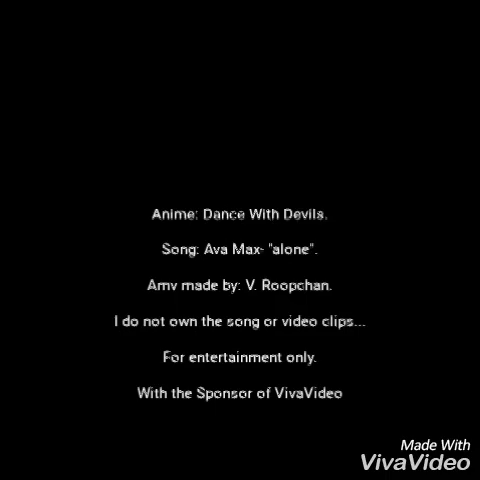 Anime: Dance With Devils.
Song: Ava Max- "alone".
Amv made by: V. Roopchan.
I do not own the song or video clips...
For entertainment only.
With the Sponsor of VivaVideo
Made With
VivaVideo